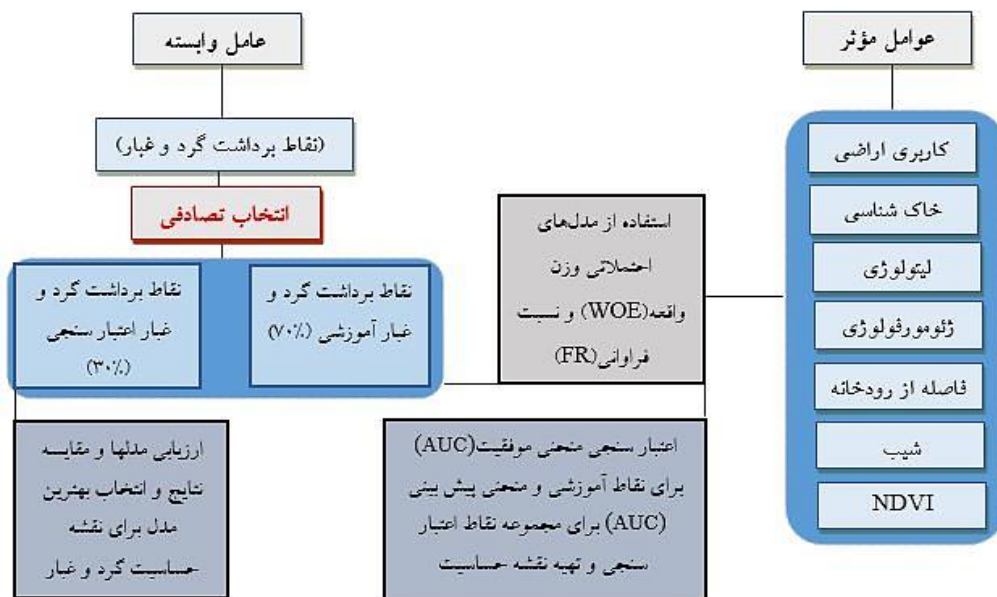 عوامل مؤثر
کاربری اراضی
خاک شناسی
لیتولوژی
ژئومورفولوژی
فاصله از رودخانه
شیب
NDVI
عامل وابسته
(نقاط برداشت گرد و غبار)
انتخاب تصادفی
نقاط برداشت گرد و
غبار آموزشی (۷۰٪)
نقاط برداشت گرد و
غبار اعتبار سنجی
(۳۰٪)
استفاده از مدل‌های
احتملاتی وزن
واقعه(WOE) و نسبت
فراوانی(FR)
اعتبار سنجی منحنی موفقیت(AUC)
برای نقاط آموزشی و منحنی پیش بینی
(AUC) برای مجموعه نقاط اعتبار
سنجی و تهیه نقشه حساسیت
ارزیابی مدلها و مقایسه
نتایج و انتخاب بهترین
مدل برای نقشه
حساسیت گرد و غبار